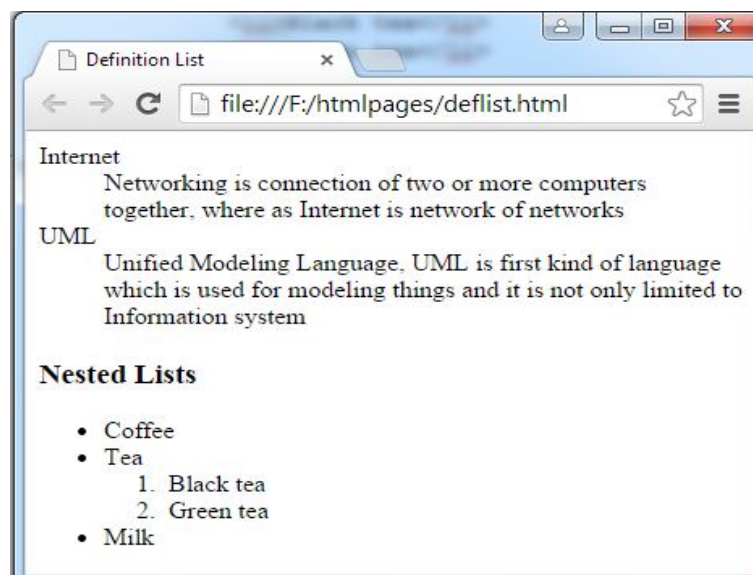 Definition List
file:///F:/htmlpages/deflist.html
Internet
Networking is connection of two or more computers
together, where as Internet is network of networks
UML
Unified Modeling Language, UML is first kind of language
which is used for modeling things and it is not only limited to
Information system
Nested Lists
• Coffee
• Tea
1. Black tea
2. Green tea
• Milk